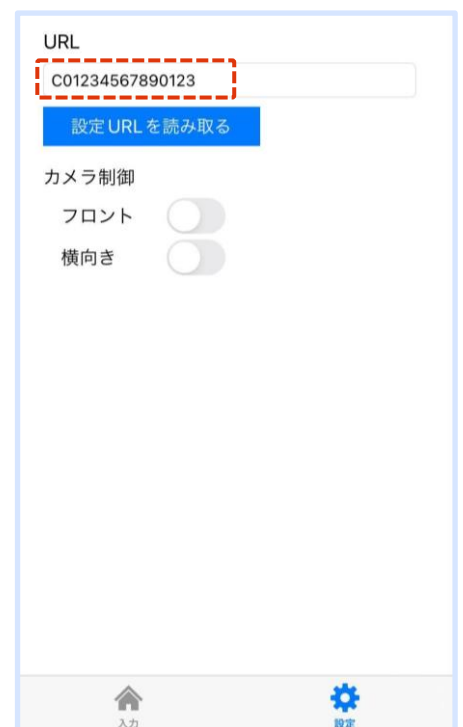 URL
C01234567890123
設定URLを読み取る
カメラ制御
フロント
横向き
入力
設定